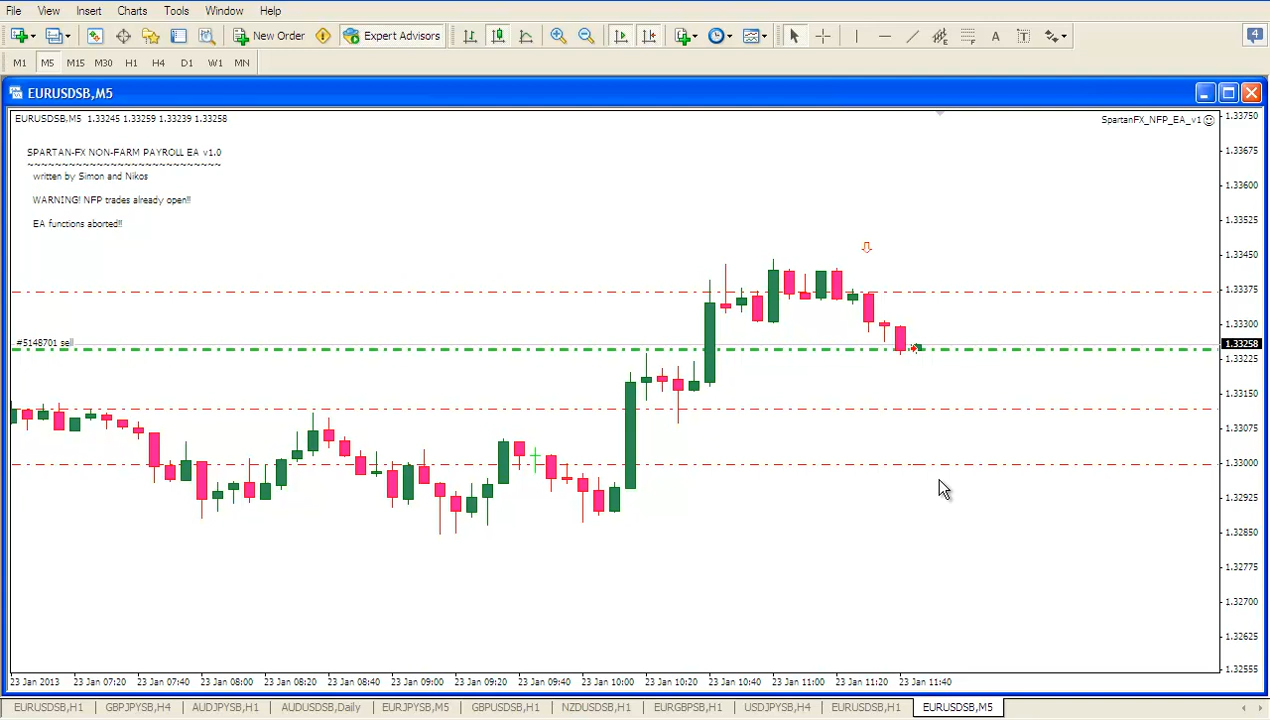 File View Insert Charts Tools Window Help
New Order Expert Advisors 4
M1 M5 M15 M30 H1 H4 D1 W1 MN
EURUSDSB,M5
EURUSDSB,M5 1.33245 1.33259 1.33239 1.33258
SpartanFX_NFP_EA_v1
SPARTAN-FX NON-FARM PAYROLL EA v1.0
~~~~~~~~~~~~~~~~~~~~~~~~~~~
written by Simon and Nikos
WARNING! NFP trades already open!!
EA functions aborted!!
#5148701 sell
1.33750
1.33675
1.33600
1.33525
1.33450
1.33375
1.33300
1.33258
1.33225
1.33150
1.33075
1.33000
1.32925
1.32850
1.32775
1.32700
1.32625
1.32555
23 Jan 2013 23 Jan 07:20 23 Jan 07:40 23 Jan 08:00 23 Jan 08:20 23 Jan 08:40 23 Jan 09:00 23 Jan 09:20 23 Jan 09:40 23 Jan 10:00 23 Jan 10:20 23 Jan 10:40 23 Jan 11:00 23 Jan 11:20 23 Jan 11:40
EURUSDSB,H1 GBPJPYSB,H4 AUDJPYSB,H1 AUDUSDSB,Daily EURJPYSB,M5 GBPUSDSB,H1 NZDUSDSB,H1 EURGBPSB,H1 USDJPYSB,H4 EURUSDSB,H1 EURUSDSB,M5